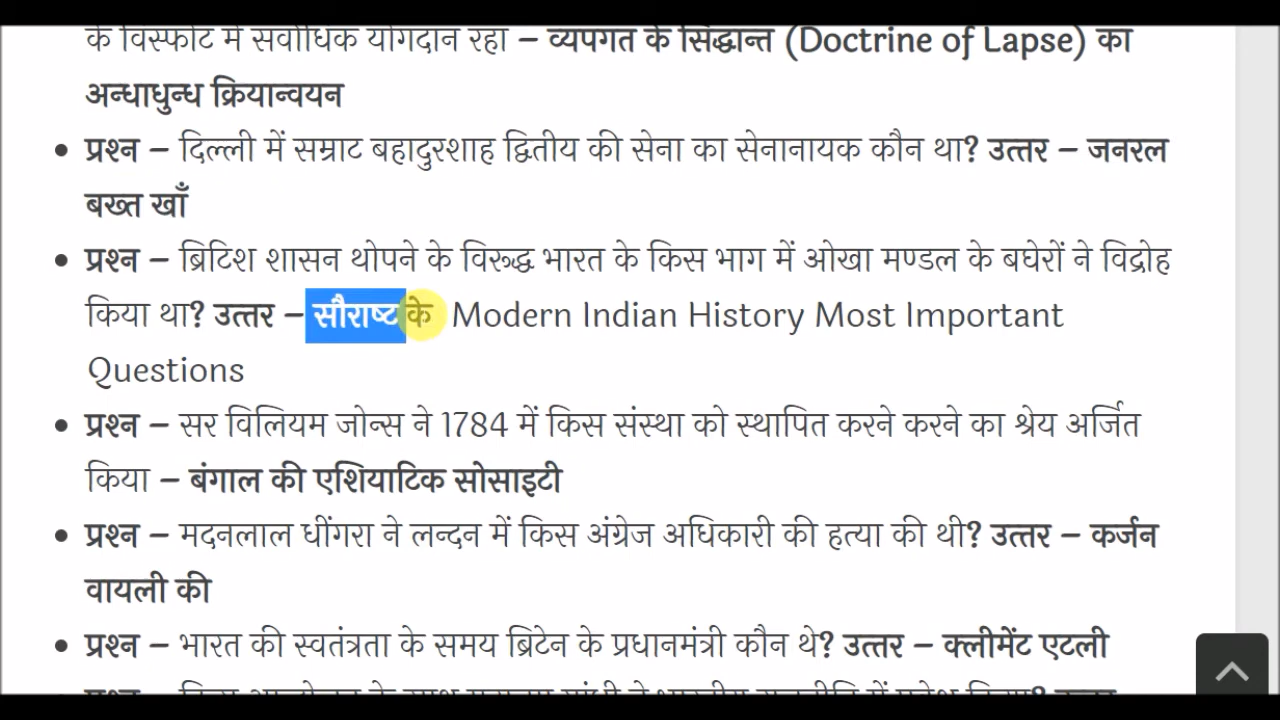 के विस्फोट में सर्वाधिक योगदान रहा – व्यपगत के सिद्धान्त (Doctrine of Lapse) का
अन्धाधुन्ध क्रियान्वयन
• प्रश्न – दिल्ली में सम्राट बहादुरशाह द्वितीय की सेना का सेनानायक कौन था? उत्तर – जनरल
बख्त खाँ
• प्रश्न – ब्रिटिश शासन थोपने के विरूद्ध भारत के किस भाग में ओखा मण्डल के बघेरों ने विद्रोह
किया था? उत्तर – सौराष्ट के Modern Indian History Most Important
Questions
• प्रश्न – सर विलियम जोन्स ने 1784 में किस संस्था को स्थापित करने करने का श्रेय अर्जित
किया – बंगाल की एशियाटिक सोसाइटी
• प्रश्न – मदनलाल धींगरा ने लन्दन में किस अंग्रेज अधिकारी की हत्या की थी? उत्तर – कर्जन
वायली की
• प्रश्न – भारत की स्वतंत्रता के समय ब्रिटेन के प्रधानमंत्री कौन थे? उत्तर – क्लीमेंट एटली